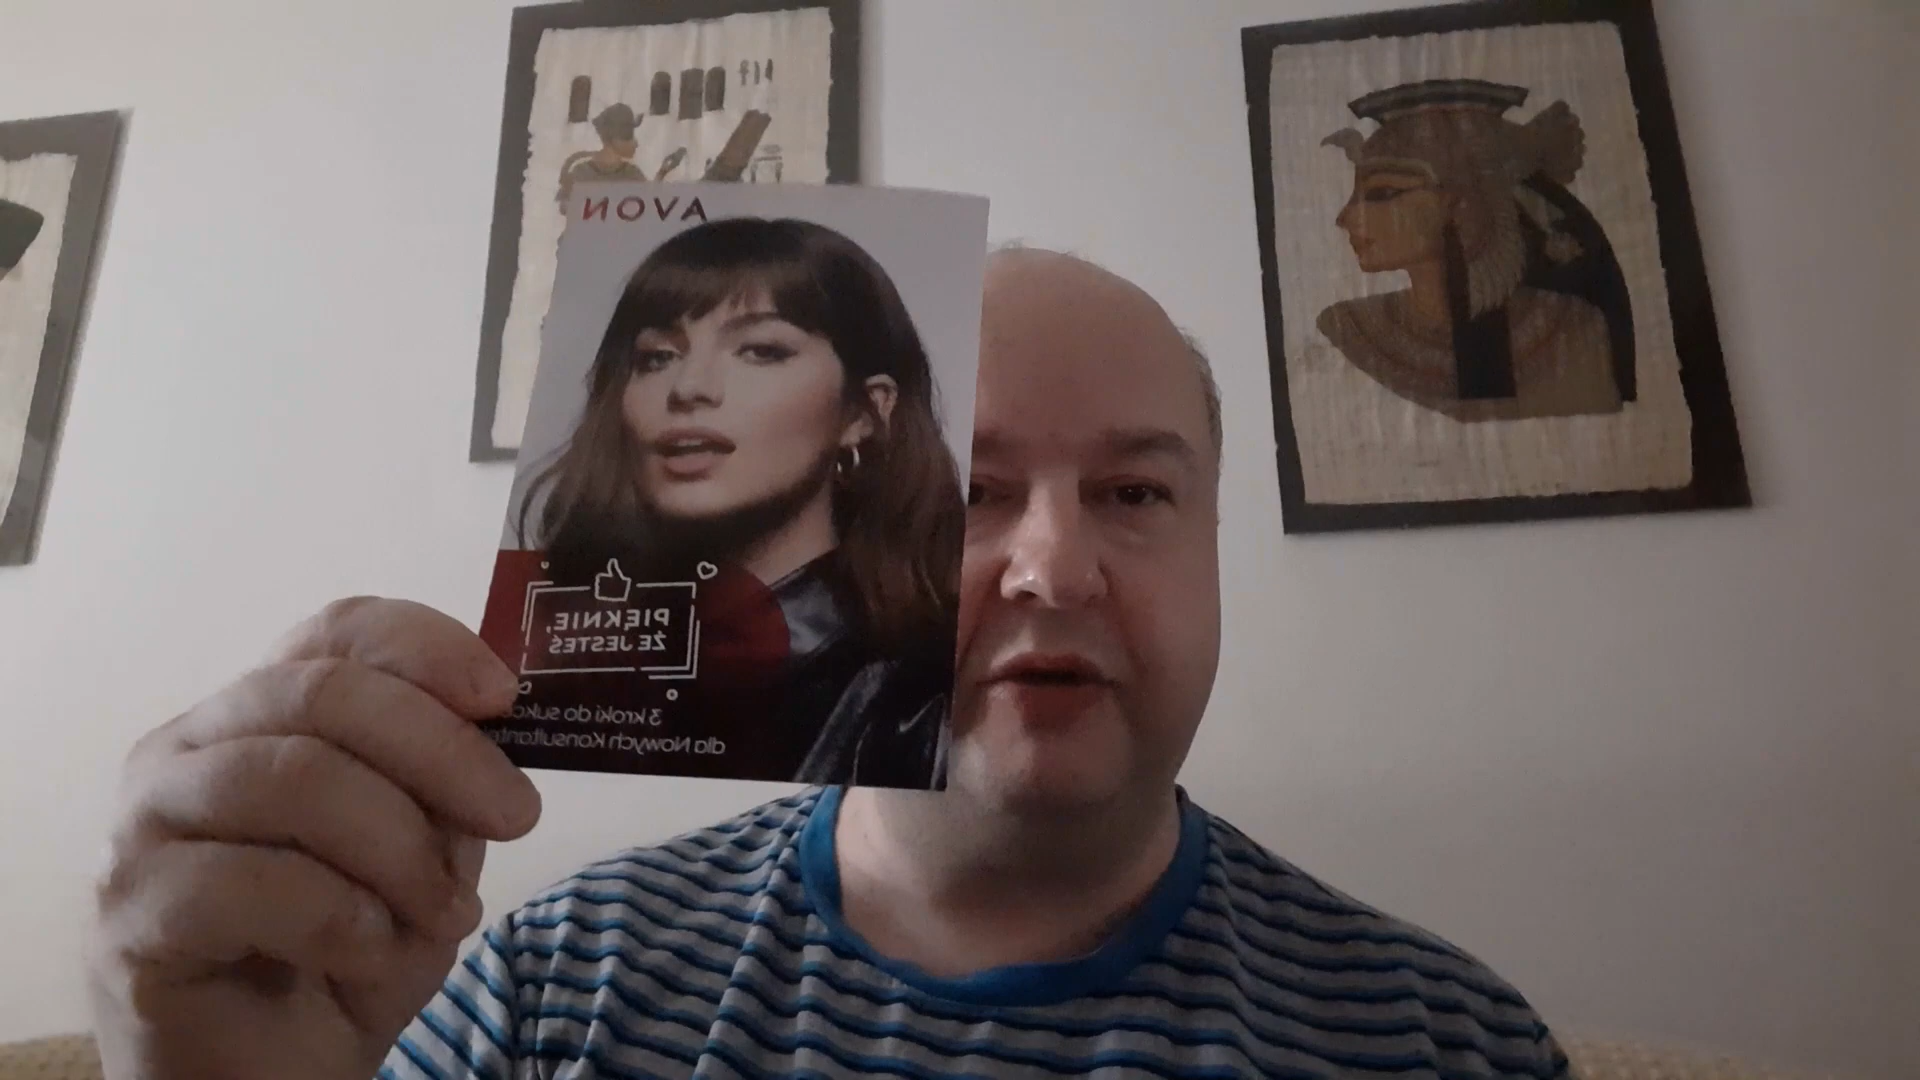 AVON
PIĘKNIE,
ŻE JESTEŚ
3 kroki do
dla Nowych